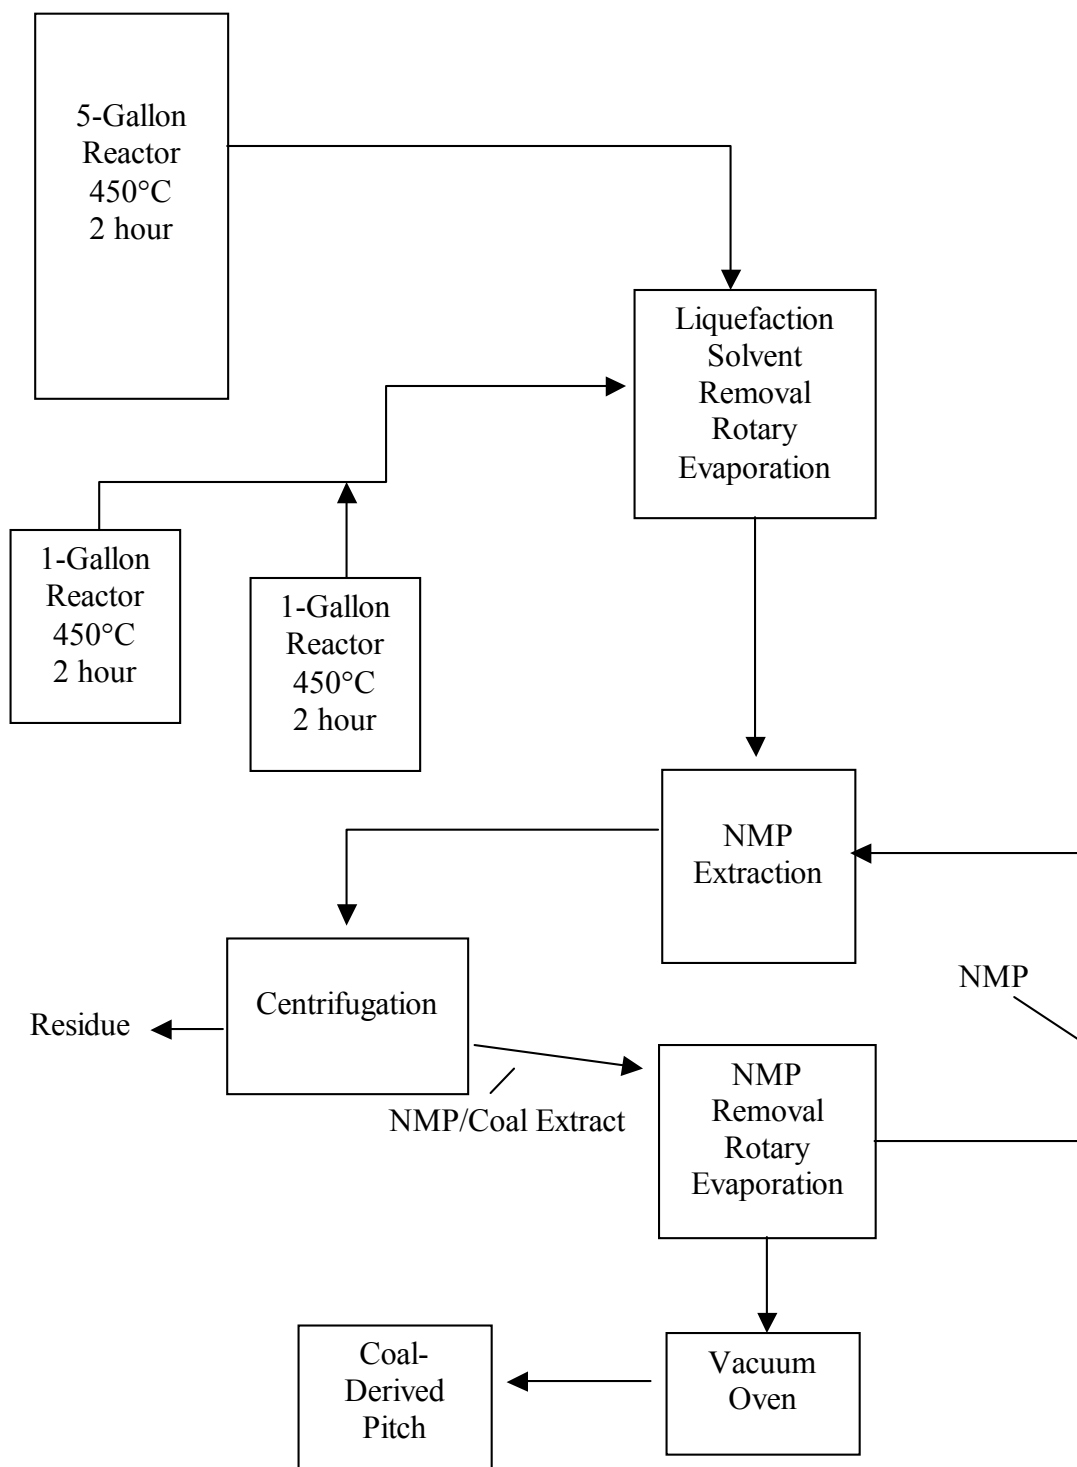 5-Gallon
Reactor
450°C
2 hour
Liquefaction
Solvent
Removal
Rotary
Evaporation
1-Gallon
Reactor
450°C
2 hour
1-Gallon
Reactor
450°C
2 hour
NMP
Extraction
Centrifugation
Residue
NMP
NMP/Coal Extract
NMP
Removal
Rotary
Evaporation
Coal-
Derived
Pitch
Vacuum
Oven